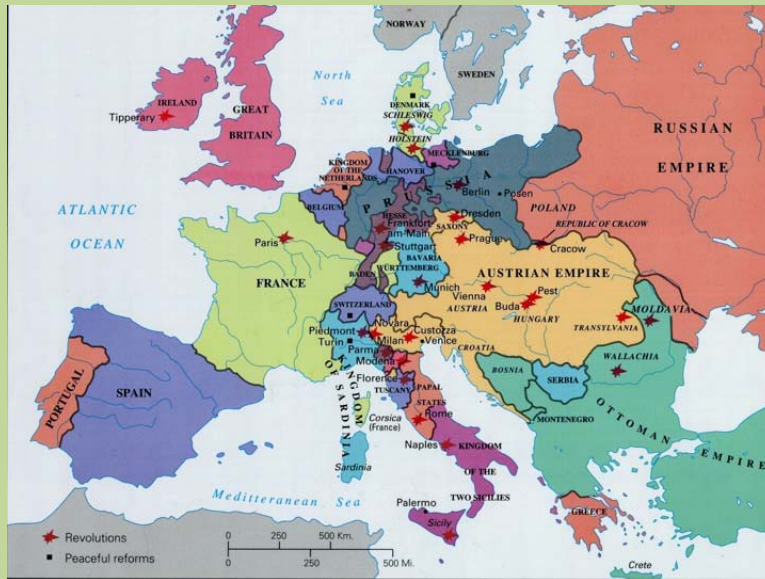 NORWAY
SWEDEN
North
Sea
IRELAND
Tipperary
GREAT
BRITAIN
DENMARK
SCHLESWIG
HOLSTEIN
MECKLENBURG
KINGDOM
OF THE
NETHERLANDS
HANOVER
RUSSIAN
EMPIRE
PRUSSIA
Berlin
Posen
BELGIUM
HESSE
Frankfort
am-Main
SAXONY
Dresden
POLAND
REPUBLIC OF CRACOW
ATLANTIC
OCEAN
Paris
Stuttgart
Prague
Cracow
BAVARIA
WÜRTTEMBERG
BADEN
Munich
FRANCE
AUSTRIAN EMPIRE
Vienna
AUSTRIA
Pest
Buda
HUNGARY
TRANSYLVANIA
MOLDAVIA
SWITZERLAND
Piedmont
Turin
Novara
Milan
Custozza
Venice
CROATIA
Parma
Modena
Florence
TUSCANY
KINGDOM
OF SARDINIA
BOSNIA
SERBIA
WALLACHIA
PORTUGAL
SPAIN
PAPAL
STATES
Rome
MONTENEGRO
OTTOMAN
EMPIRE
Corsica
(France)
Sardinia
Naples
KINGDOM
OF THE
TWO SICILIES
Palermo
Sicily
GREECE
Mediterranean Sea
Crete
Revolutions
Peaceful reforms
0 250 500 Km.
0 250 500 Mi.